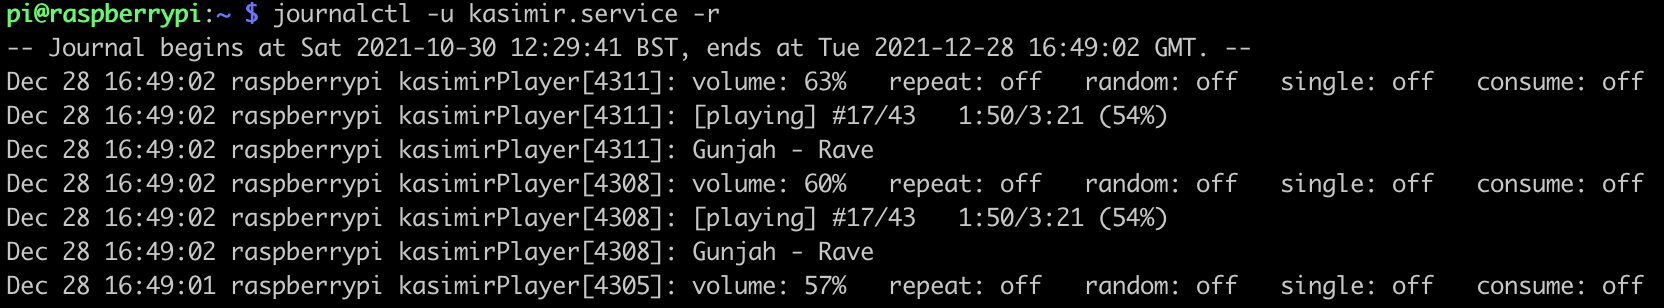 pi@raspberrypi:~ $ journalctl -u kasimir.service -r
-- Journal begins at Sat 2021-10-30 12:29:41 BST, ends at Tue 2021-12-28 16:49:02 GMT. --
Dec 28 16:49:02 raspberrypi kasimirPlayer[4311]: volume: 63%   repeat: off   random: off   single: off   consume: off
Dec 28 16:49:02 raspberrypi kasimirPlayer[4311]: [playing] #17/43   1:50/3:21 (54%)
Dec 28 16:49:02 raspberrypi kasimirPlayer[4311]: Gunjah - Rave
Dec 28 16:49:02 raspberrypi kasimirPlayer[4308]: volume: 60%   repeat: off   random: off   single: off   consume: off
Dec 28 16:49:02 raspberrypi kasimirPlayer[4308]: [playing] #17/43   1:50/3:21 (54%)
Dec 28 16:49:02 raspberrypi kasimirPlayer[4308]: Gunjah - Rave
Dec 28 16:49:01 raspberrypi kasimirPlayer[4305]: volume: 57%   repeat: off   random: off   single: off   consume: off